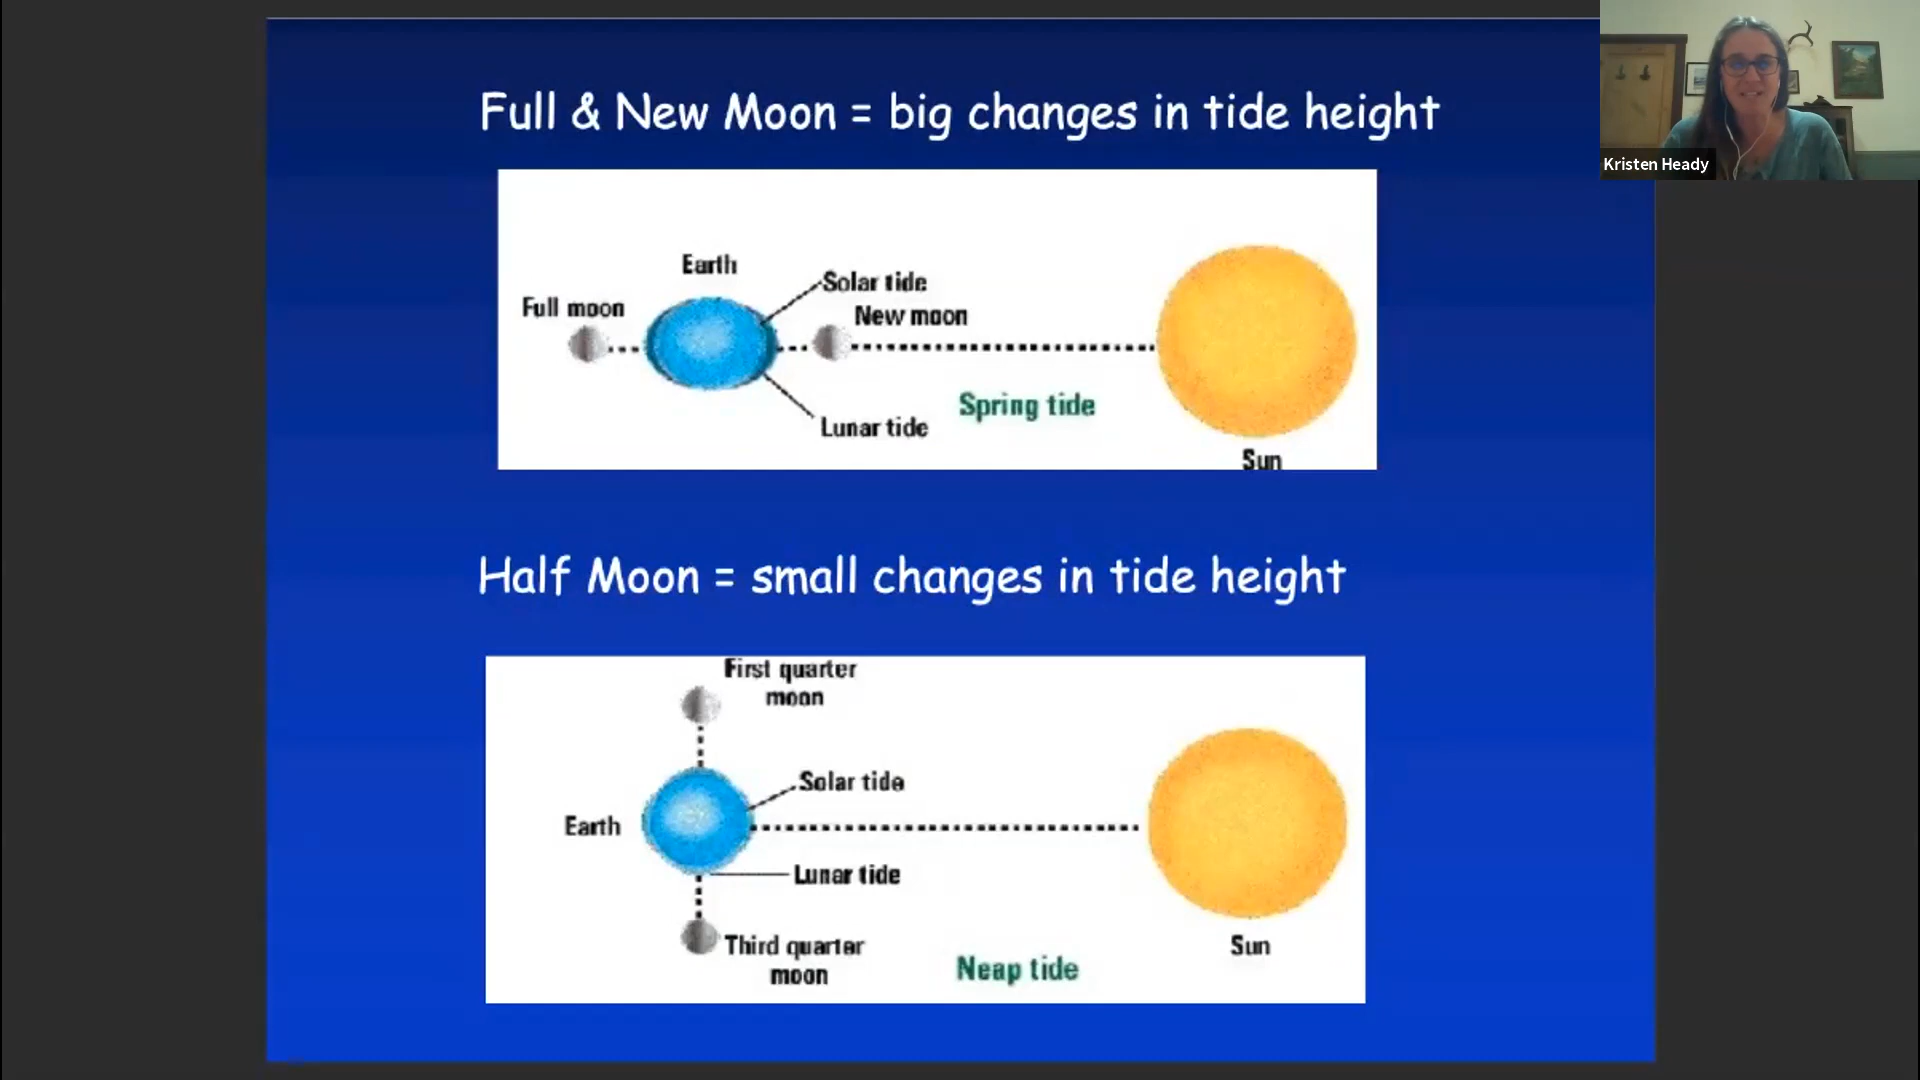 Full & New Moon = big changes in tide height
Kristen Heady
Earth
Solar tide
Full moon
New moon
Spring tide
Lunar tide
Sun
Half Moon = small changes in tide height
First quarter
moon
Solar tide
Earth
Lunar tide
Third quarter
moon
Neap tide
Sun